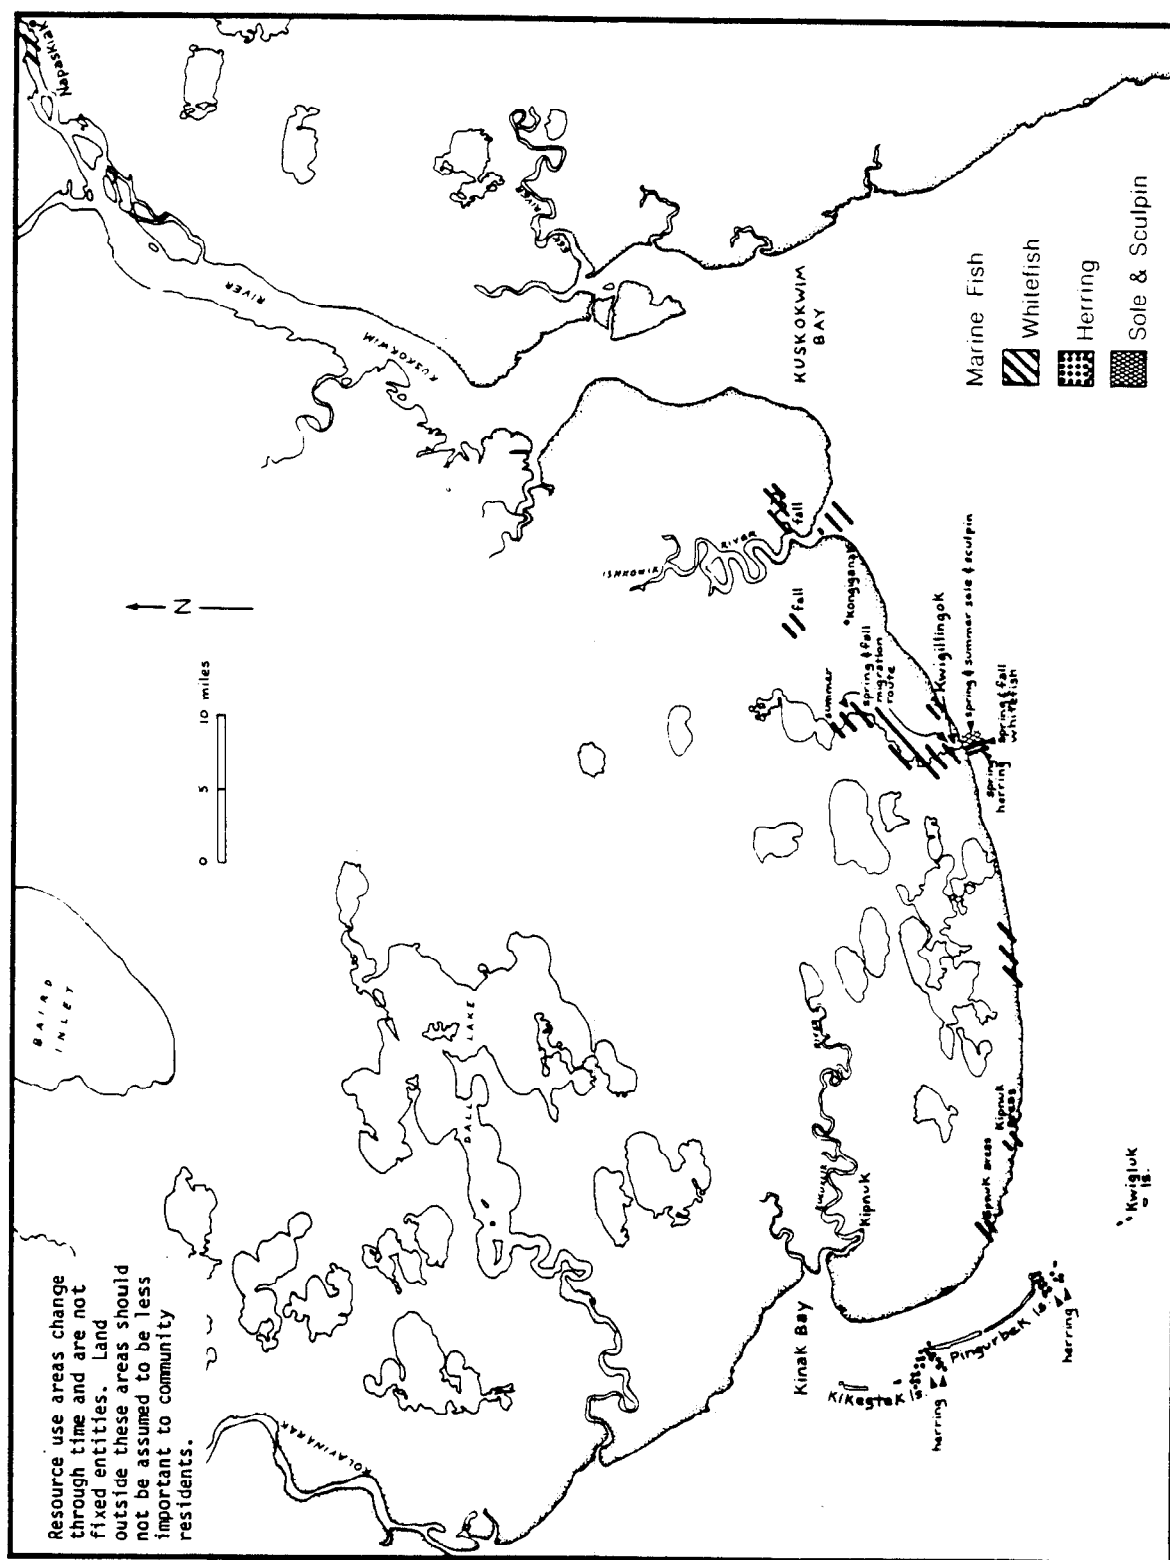 Resource use areas change
through time and are not
fixed entities. Land
outside these areas should
not be assumed to be less
important to community
residents.
BAIRD
INLET
Napaskiak
KUSKOKWIM
RIVER
EEK
RIVER
N
0 5 10 miles
DALL
LAKE
KOLAVINARAK
ISHKOWIK
RIVER
fall
fall
Kongiganak
summer
spring & fall
migration
route
Kwigillingok
spring & summer sole & sculpin
spring & fall
whitefish
spring
herring
KUSKOKWIM
BAY
Kinak Bay
RIVER
Kipnuk
Kipnuk areas
Kipnuk
areas
Kikegtek Is.
herring
Pingurbek Is.
herring
Kwigluk
Is.
Marine Fish
Whitefish
Herring
Sole & Sculpin